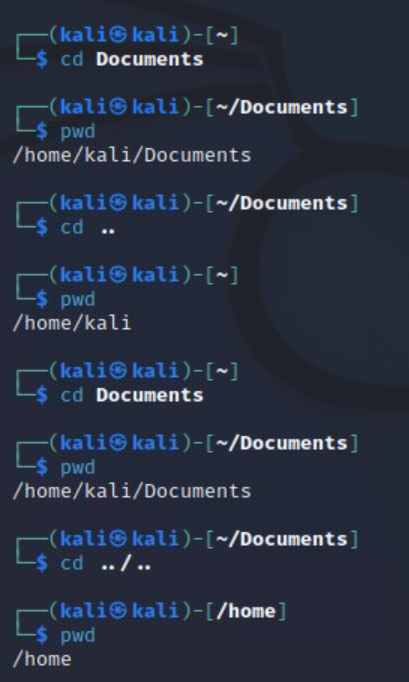 ┌──(kali㉿kali)-[~]
└─$ cd Documents
┌──(kali㉿kali)-[~/Documents]
└─$ pwd
/home/kali/Documents
┌──(kali㉿kali)-[~/Documents]
└─$ cd ..
┌──(kali㉿kali)-[~]
└─$ pwd
/home/kali
┌──(kali㉿kali)-[~]
└─$ cd Documents
┌──(kali㉿kali)-[~/Documents]
└─$ pwd
/home/kali/Documents
┌──(kali㉿kali)-[~/Documents]
└─$ cd ../..
┌──(kali㉿kali)-[/home]
└─$ pwd
/home